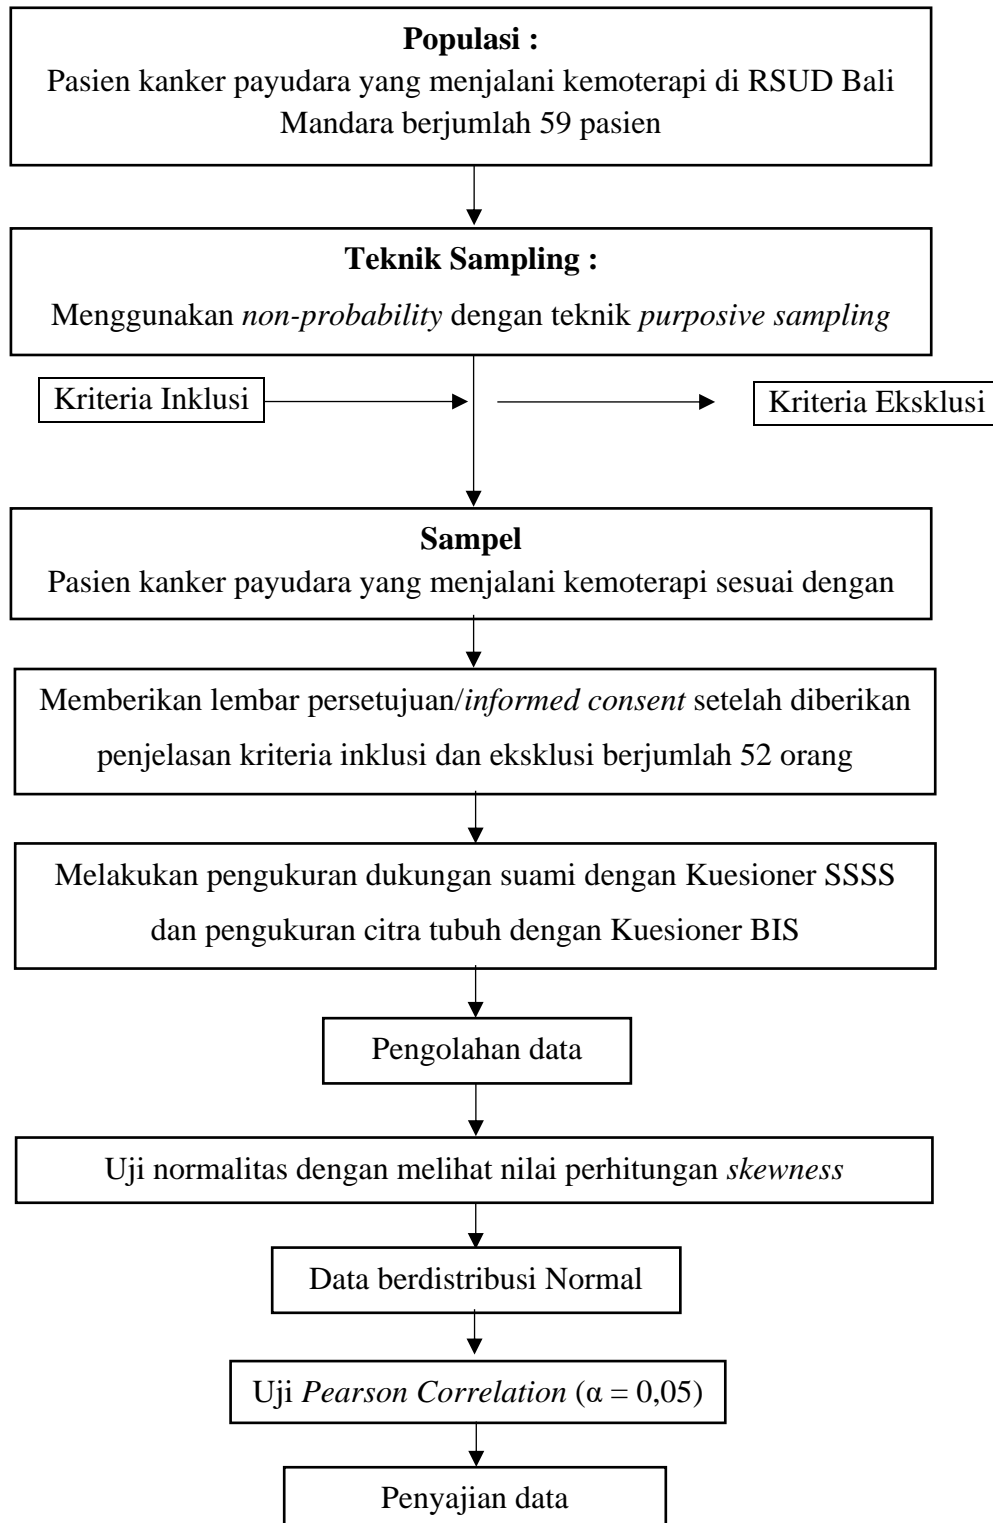 Populasi :
Pasien kanker payudara yang menjalani kemoterapi di RSUD Bali
Mandara berjumlah 59 pasien
Teknik Sampling :
Menggunakan non-probability dengan teknik purposive sampling
Kriteria Inklusi
Kriteria Eksklusi
Sampel
Pasien kanker payudara yang menjalani kemoterapi sesuai dengan
Memberikan lembar persetujuan/informed consent setelah diberikan
penjelasan kriteria inklusi dan eksklusi berjumlah 52 orang
Melakukan pengukuran dukungan suami dengan Kuesioner SSSS
dan pengukuran citra tubuh dengan Kuesioner BIS
Pengolahan data
Uji normalitas dengan melihat nilai perhitungan skewness
Data berdistribusi Normal
Uji Pearson Correlation (α = 0,05)
Penyajian data